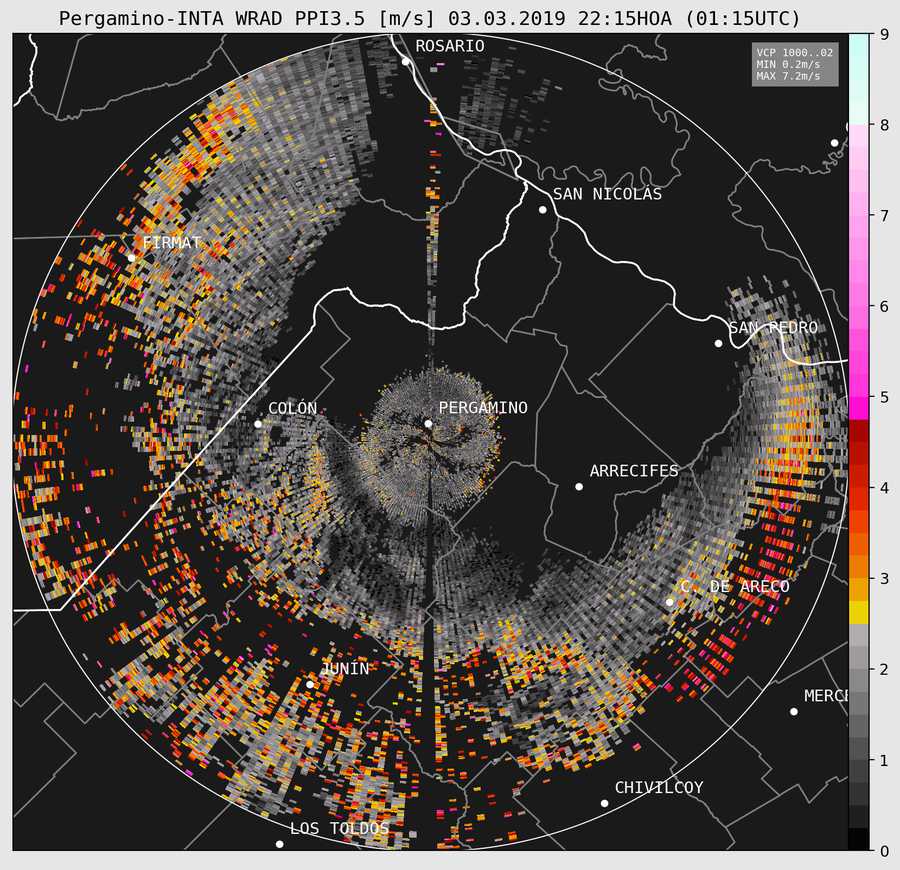 Pergamino-INTA WRAD PPI3.5 [m/s] 03.03.2019 22:15HOA (01:15UTC)
ROSARIO
VCP 1000..02
MIN 0.2m/s
MAX 7.2m/s
SAN NICOLÁS
FIRMAT
SAN PEDRO
COLÓN
PERGAMINO
ARRECIFES
C. DE ARECO
JUNÍN
MERCE
CHIVILCOY
LOS TOLDOS
9
8
7
6
5
4
3
2
1
0